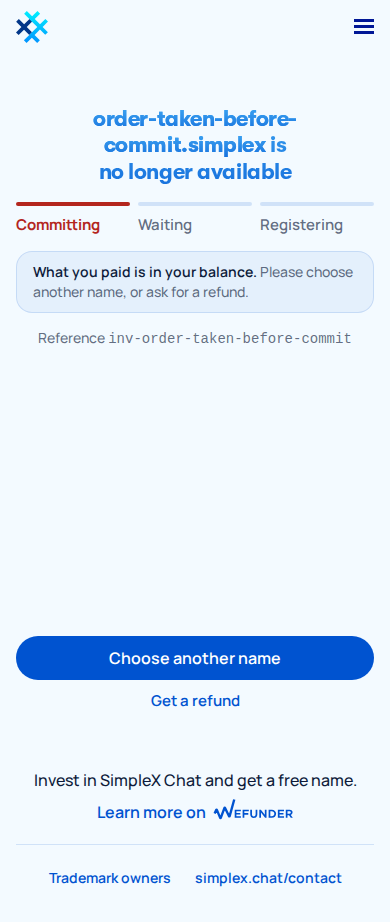 order-taken-before-
commit.simplex is
no longer available
Committing
Waiting
Registering
What you paid is in your balance. Please choose
another name, or ask for a refund.
Reference inv-order-taken-before-commit
Choose another name
Get a refund
Invest in SimpleX Chat and get a free name.
Learn more on WEFUNDER
Trademark owners
simplex.chat/contact